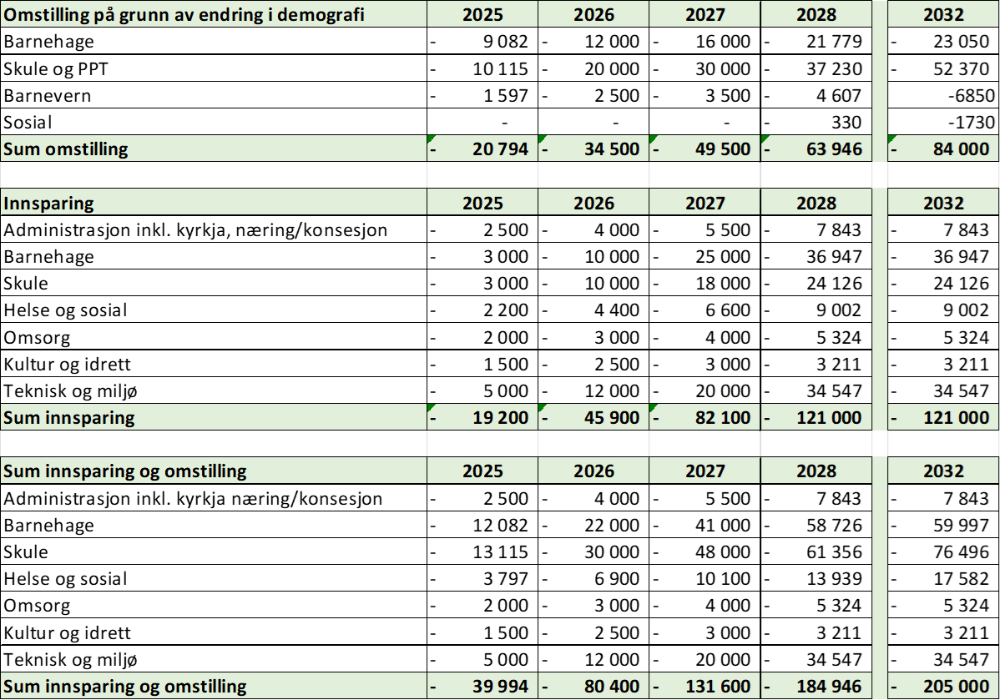 Omstilling på grunn av endring i demografi 2025 2026 2027 2028 2032
Barnehage - 9 082 - 12 000 - 16 000 - 21 779 - 23 050
Skule og PPT - 10 115 - 20 000 - 30 000 - 37 230 - 52 370
Barnevern - 1 597 - 2 500 - 3 500 - 4 607 -6850
Sosial - - - - 330 -1730
Sum omstilling - 20 794 - 34 500 - 49 500 - 63 946 - 84 000
Innsparing 2025 2026 2027 2028 2032
Administrasjon inkl. kyrkja, næring/konsesjon - 2 500 - 4 000 - 5 500 - 7 843 - 7 843
Barnehage - 3 000 - 10 000 - 25 000 - 36 947 - 36 947
Skule - 3 000 - 10 000 - 18 000 - 24 126 - 24 126
Helse og sosial - 2 200 - 4 400 - 6 600 - 9 002 - 9 002
Omsorg - 2 000 - 3 000 - 4 000 - 5 324 - 5 324
Kultur og idrett - 1 500 - 2 500 - 3 000 - 3 211 - 3 211
Teknisk og miljø - 5 000 - 12 000 - 20 000 - 34 547 - 34 547
Sum innsparing - 19 200 - 45 900 - 82 100 - 121 000 - 121 000
Sum innsparing og omstilling 2025 2026 2027 2028 2032
Administrasjon inkl. kyrkja næring/konsesjon - 2 500 - 4 000 - 5 500 - 7 843 - 7 843
Barnehage - 12 082 - 22 000 - 41 000 - 58 726 - 59 997
Skule - 13 115 - 30 000 - 48 000 - 61 356 - 76 496
Helse og sosial - 3 797 - 6 900 - 10 100 - 13 939 - 17 582
Omsorg - 2 000 - 3 000 - 4 000 - 5 324 - 5 324
Kultur og idrett - 1 500 - 2 500 - 3 000 - 3 211 - 3 211
Teknisk og miljø - 5 000 - 12 000 - 20 000 - 34 547 - 34 547
Sum innsparing og omstilling - 39 994 - 80 400 - 131 600 - 184 946 - 205 000